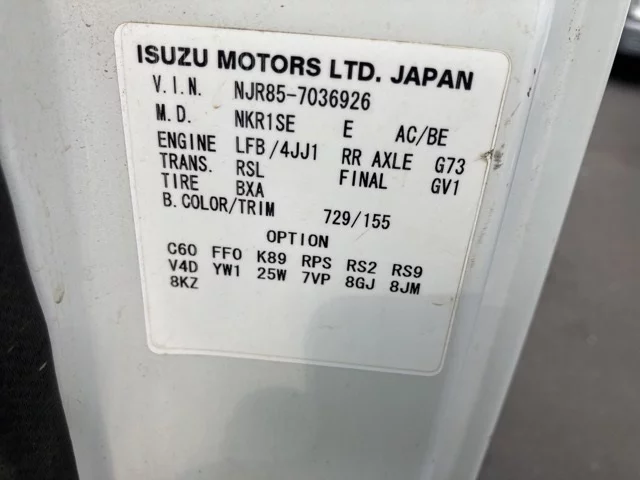 ISUZU MOTORS LTD. JAPAN
V.I.N. NJR85-7036926
M.D. NKR1SE E AC/BE
ENGINE LFB/4JJ1 RR AXLE G73
TRANS. RSL FINAL GV1
TIRE BXA
B.COLOR/TRIM 729/155
OPTION
C60 FF0 K89 RPS RS2 RS9
V4D YW1 25W 7VP 8GJ 8JM
8KZ